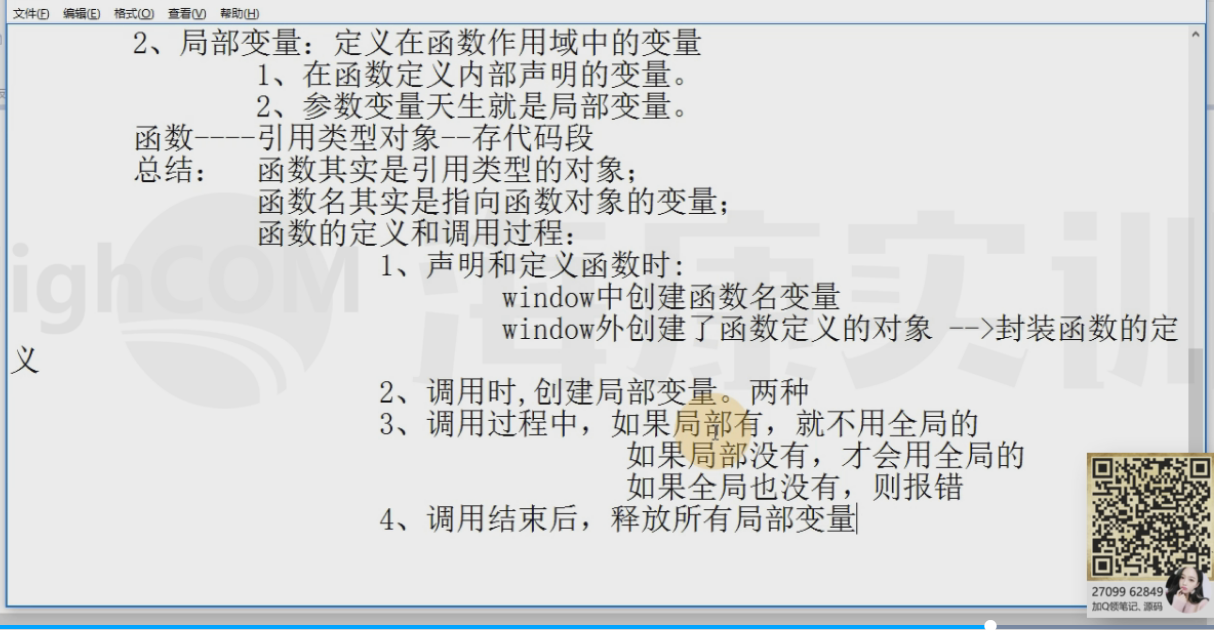 文件(F) 编辑(E) 格式(O) 查看(V) 帮助(H)
2、局部变量：定义在函数作用域中的变量
1、在函数定义内部声明的变量。
2、参数变量天生就是局部变量。
函数----引用类型对象--存代码段
总结： 函数其实是引用类型的对象；
函数名其实是指向函数对象的变量；
函数的定义和调用过程：
1、声明和定义函数时:
window中创建函数名变量
window外创建了函数定义的对象 -->封装函数的定
义
2、调用时,创建局部变量。两种
3、调用过程中，如果局部有，就不用全局的
如果局部没有，才会用全局的
如果全局也没有，则报错
4、调用结束后，释放所有局部变量
ighCOM 海康实训
27099 62849
加Q领笔记、源码